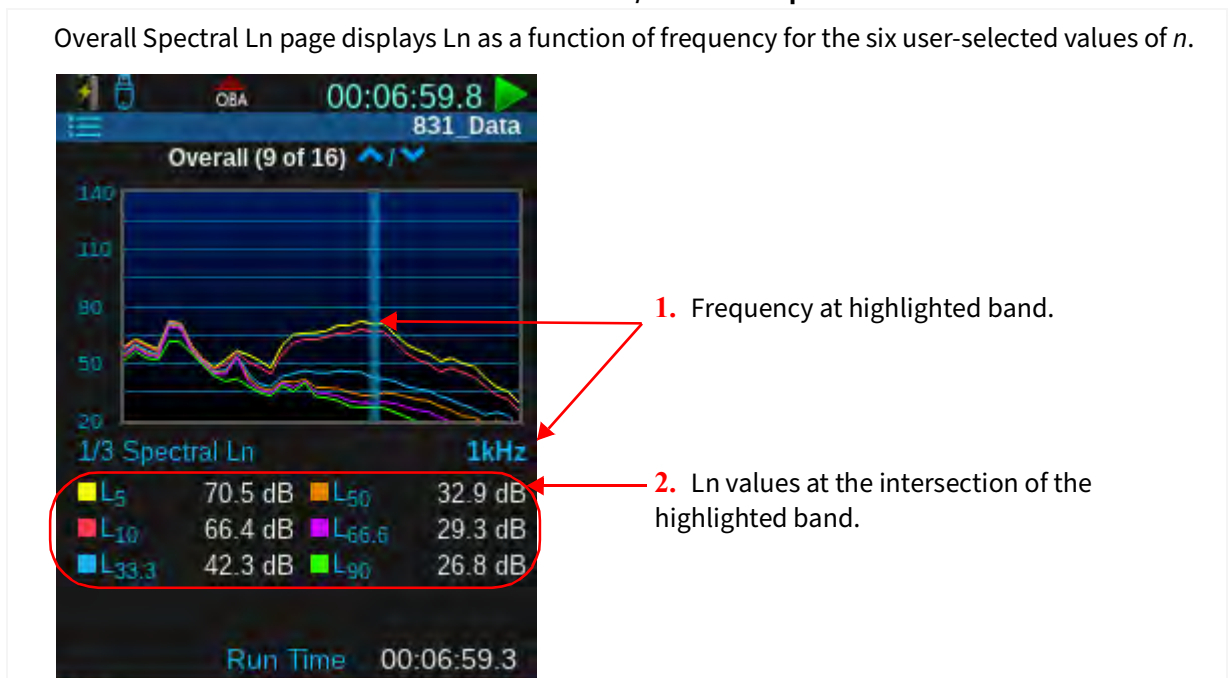 Overall Spectral Ln page displays Ln as a function of frequency for the six user-selected values of n.
OBA 00:06:59.8
831_Data
Overall (9 of 16) /
140
110
80
50
20
1/3 Spectral Ln 1kHz
L5 70.5 dB L50 32.9 dB
L10 66.4 dB L66.6 29.3 dB
L33.3 42.3 dB L90 26.8 dB
Run Time 00:06:59.3
1. Frequency at highlighted band.
2. Ln values at the intersection of the
highlighted band.